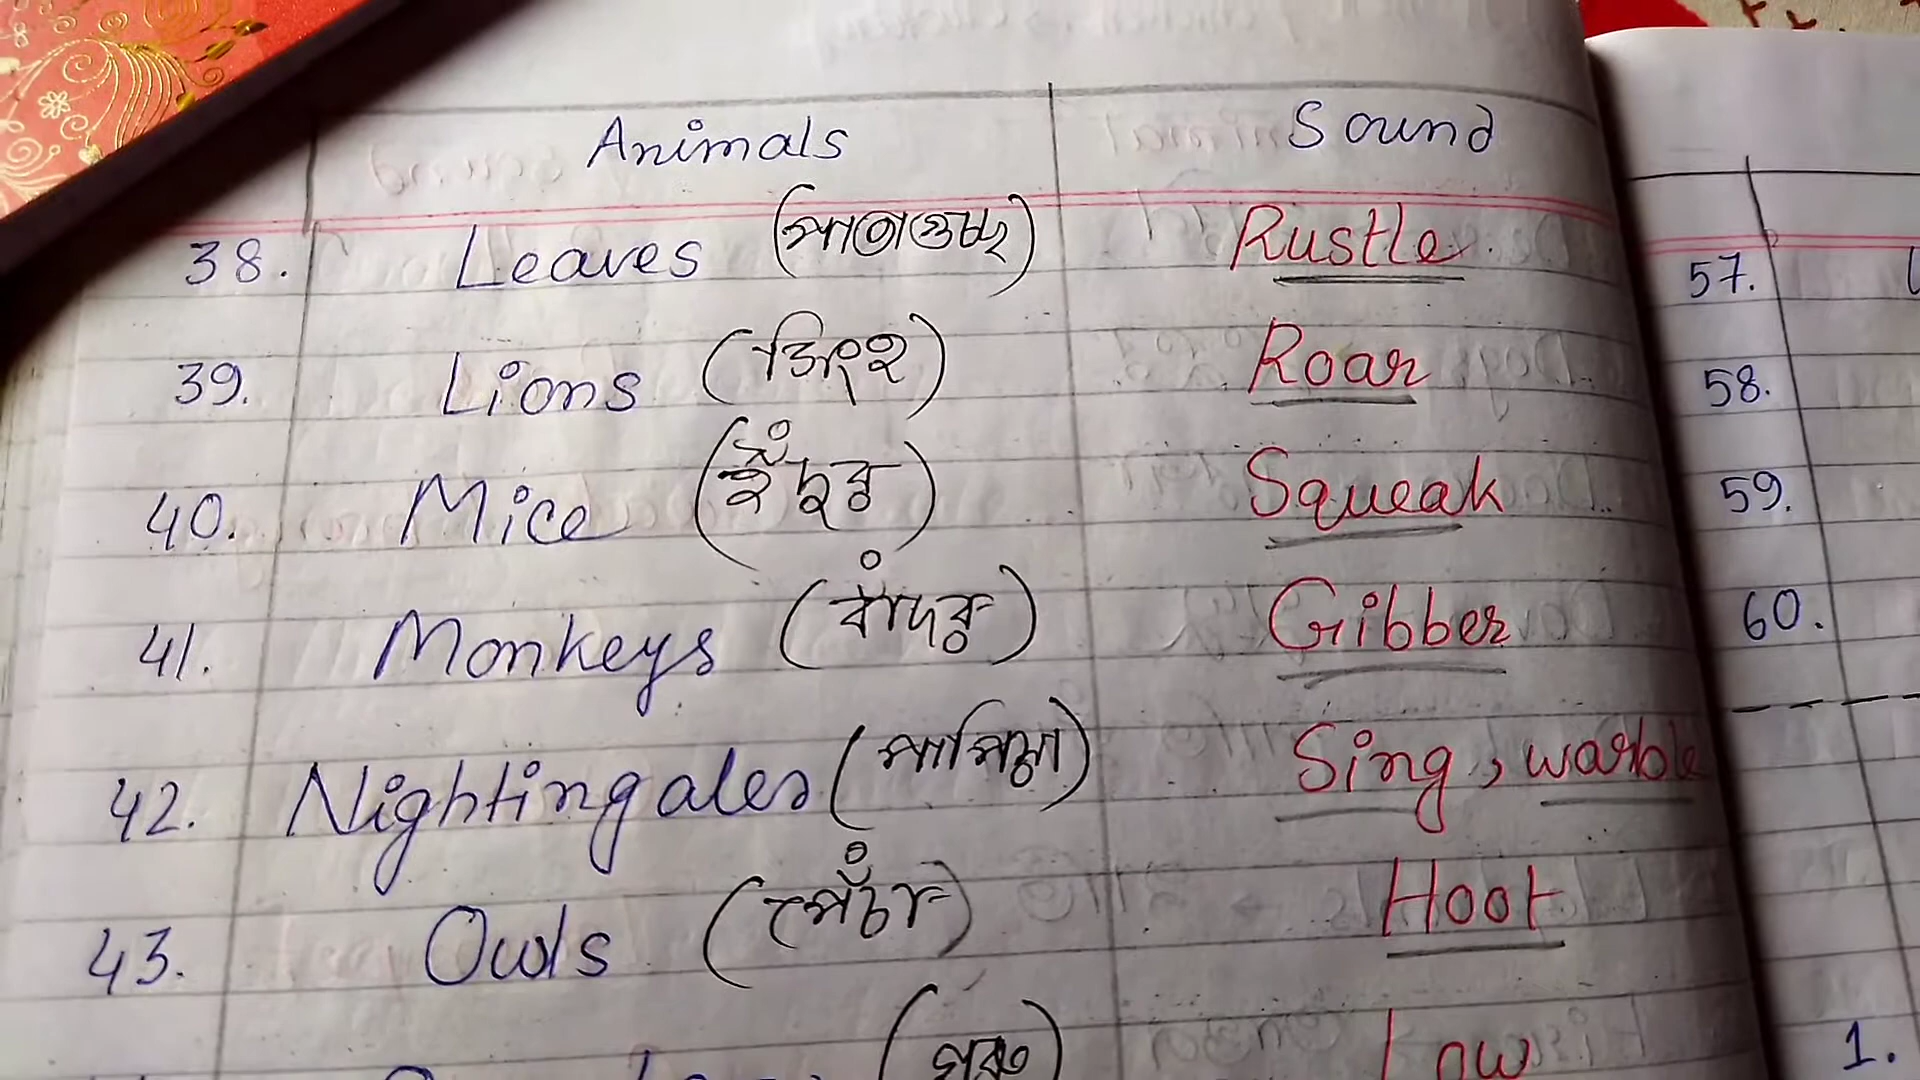 Animals Sound
38. Leaves (পাতাগুচ্ছ) Rustle
39. Lions (সিংহ) Roar
40. Mice (ইঁদুর) Squeak
41. Monkeys (বাঁদর) Gibber
42. Nightingales (পাপিয়া) Sing, warble
43. Owls (পেঁচা) Hoot
Low
57.
58.
59.
60.
1.